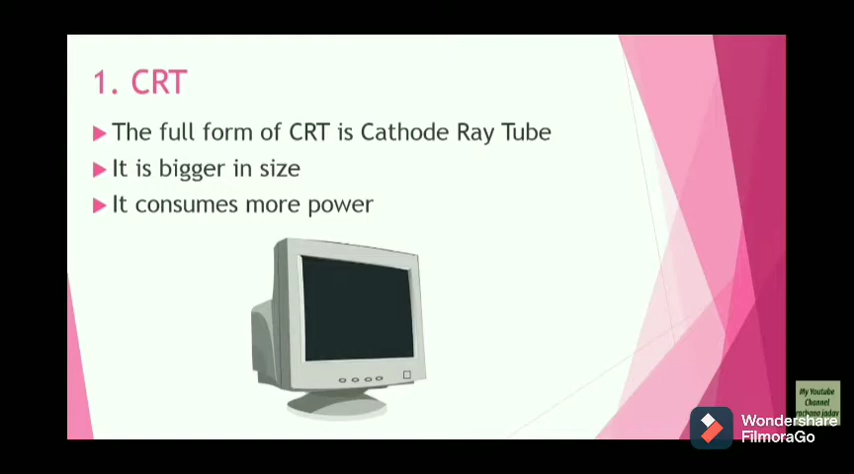 1. CRT
The full form of CRT is Cathode Ray Tube
It is bigger in size
It consumes more power
My Youtube
Channel
Wondershare
FilmoraGo